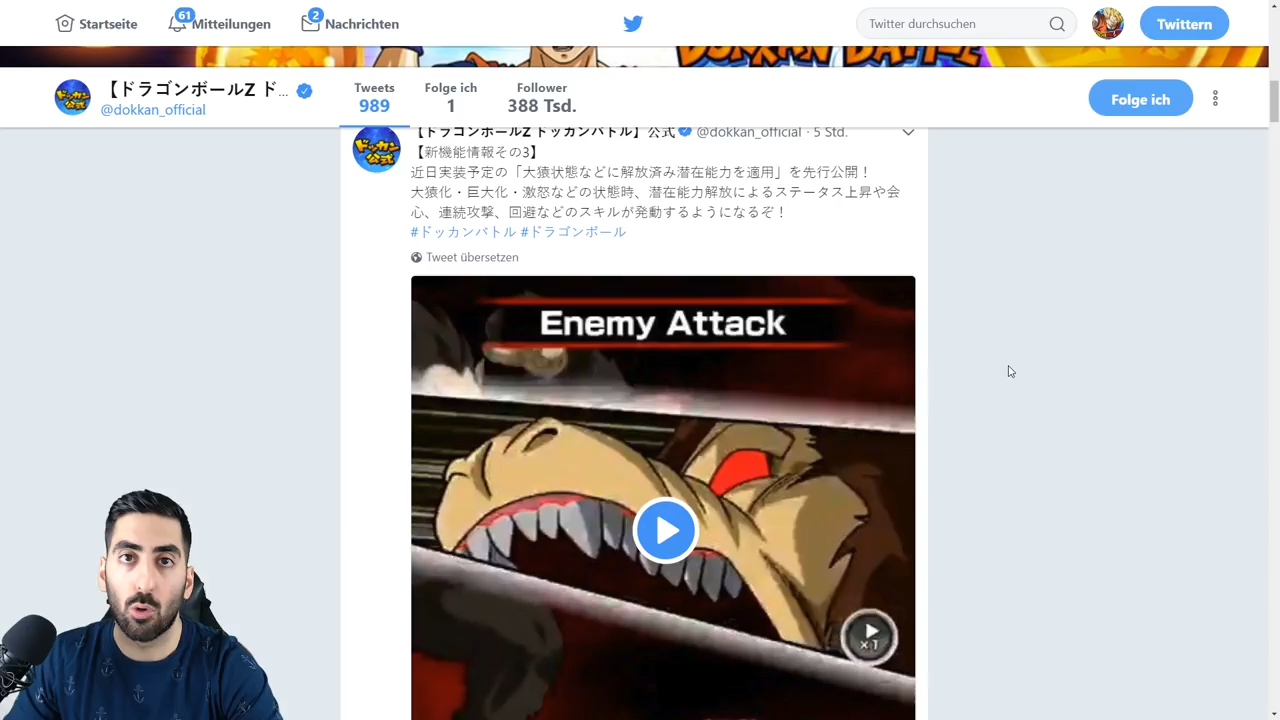 Startseite
61
Mitteilungen
2
Nachrichten
Twitter durchsuchen
Twittern
DOKKAN BATTLE
【ドラゴンボールZ ド...
@dokkan_official
Tweets
989
Folge ich
1
Follower
388 Tsd.
Folge ich
【ドラゴンボールZ ドッカンバトル】公式 @dokkan_official · 5 Std.
【新機能情報その3】
近日実装予定の「大猿状態などに解放済み潜在能力を適用」を先行公開！
大猿化・巨大化・激怒などの状態時、潜在能力解放によるステータス上昇や会
心、連続攻撃、回避などのスキルが発動するようになるぞ！
#ドッカンバトル #ドラゴンボール
Tweet übersetzen
Enemy Attack
x1